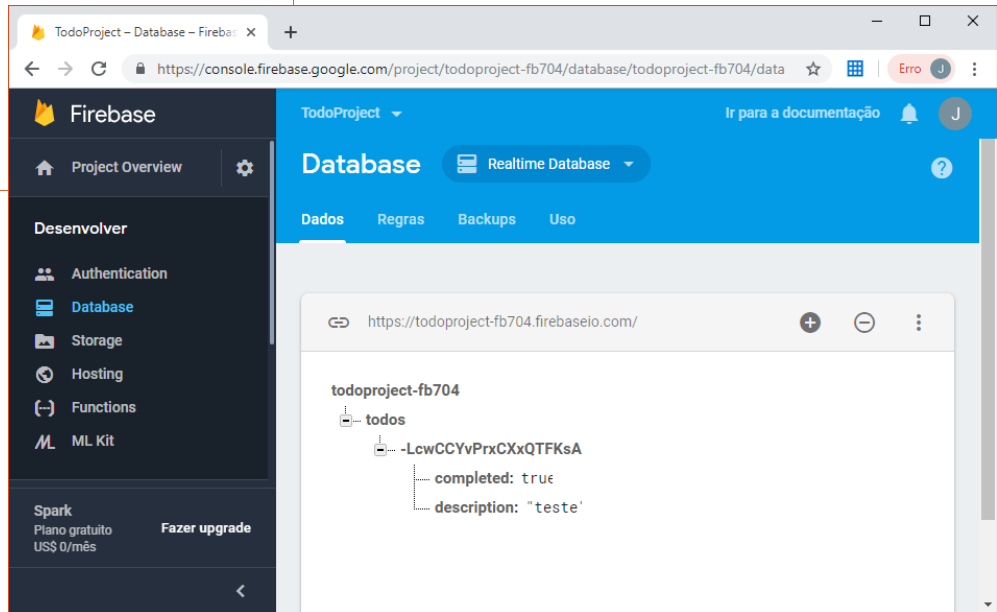 TodoProject – Database – Firebas
https://console.firebase.google.com/project/todoproject-fb704/database/todoproject-fb704/data
Erro J
Firebase
TodoProject
Ir para a documentação
J
Project Overview
Database
Realtime Database
Dados Regras Backups Uso
Desenvolver
Authentication
Database
Storage
Hosting
Functions
ML Kit
Spark
Plano gratuito
US$ 0/mês
Fazer upgrade
https://todoproject-fb704.firebaseio.com/
todoproject-fb704
todos
-LcwCCYvPrxCXxQTFKsA
completed: true
description: "teste'